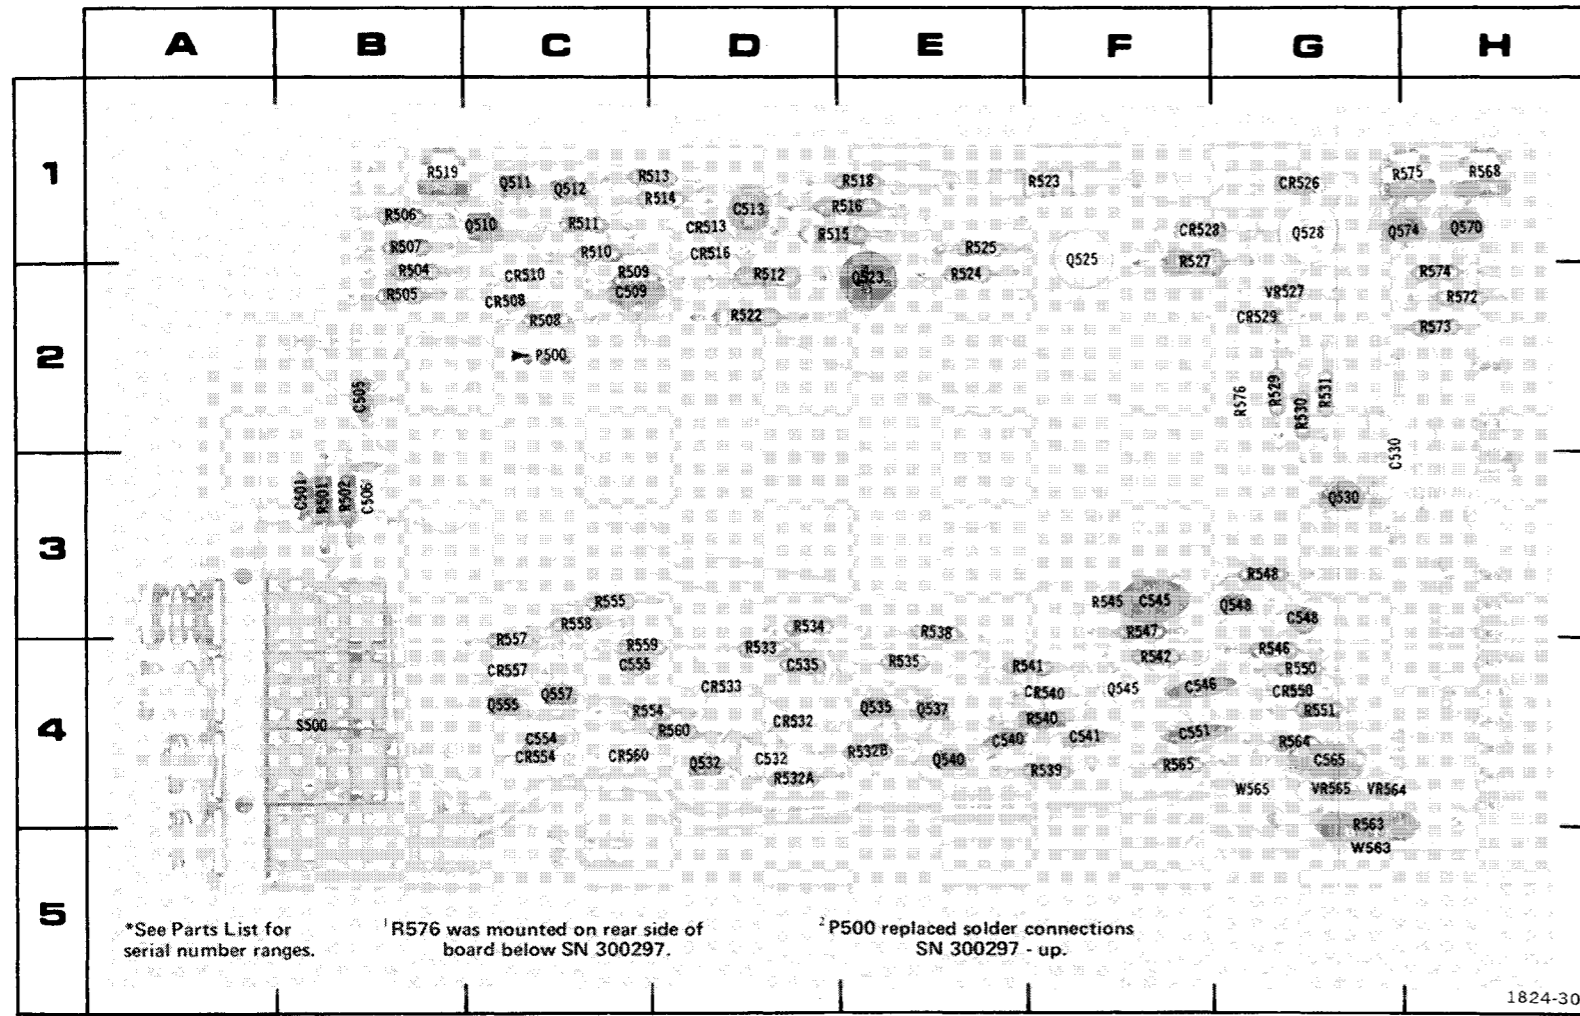 A B C D E F G H
1
R519 Q511 Q512 R513 R518 R523 CR526 R575 R568
R514 C513 R516
R506 Q510 R511 CR513 R515 CR528 Q528 Q574 Q570
R507 R510 CR516 R525 Q525 R527
R504 CR510 R509 R512 Q523 R524 R574
R505 CR508 C509 VR527 R572
R508 R522 CR529 R573
2
P500
C505 R576 R529 R530 R531
C530
C501 R501 R502 C506 Q530
3
R548
R555 R545 C545 Q548 C548
R558 R534 R538 R547
R557 R559 R533 R546
CR557 C555 C535 R535 R541 R542 R550
CR533 CR540 Q545 C546 CR550
Q555 Q557 R554 Q535 Q537 R551
4
S500 R560 CR532 R540
C554 C540 C541 C551 R564
CR554 CR560 Q532 C532 R532B Q540 C565
R532A R539 R565
W565 VR565 VR564
R563
W563
5
*See Parts List for
serial number ranges.
1 R576 was mounted on rear side of
board below SN 300297.
2 P500 replaced solder connections
SN 300297 - up.
1824-30